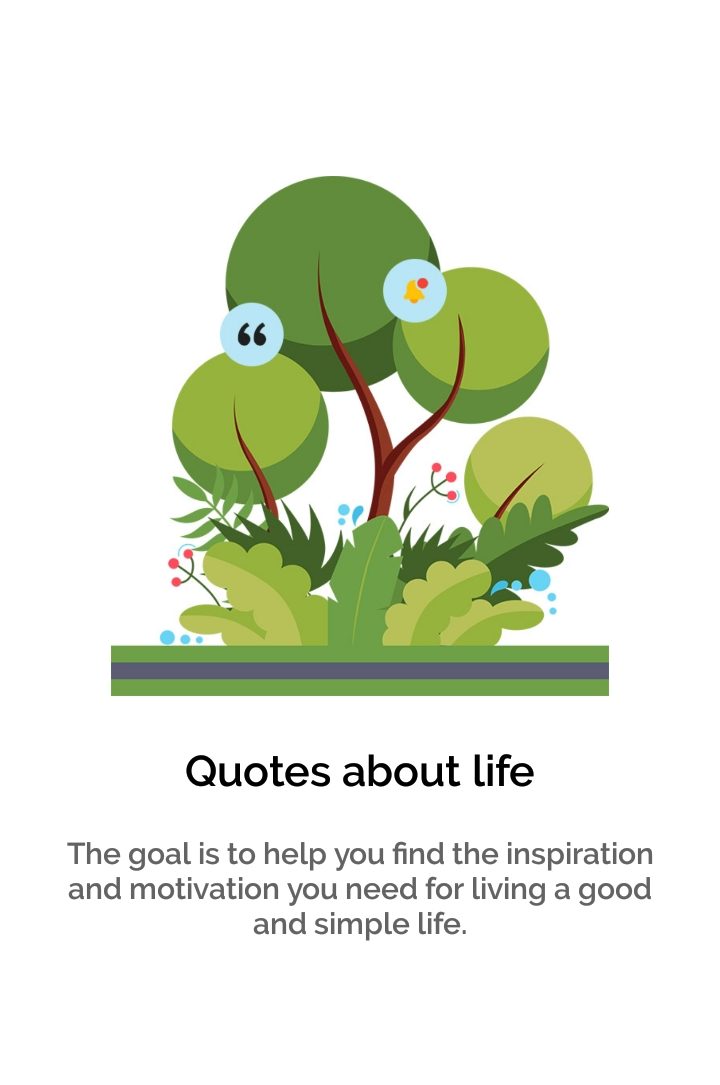 “
Quotes about life
The goal is to help you find the inspiration
and motivation you need for living a good
and simple life.